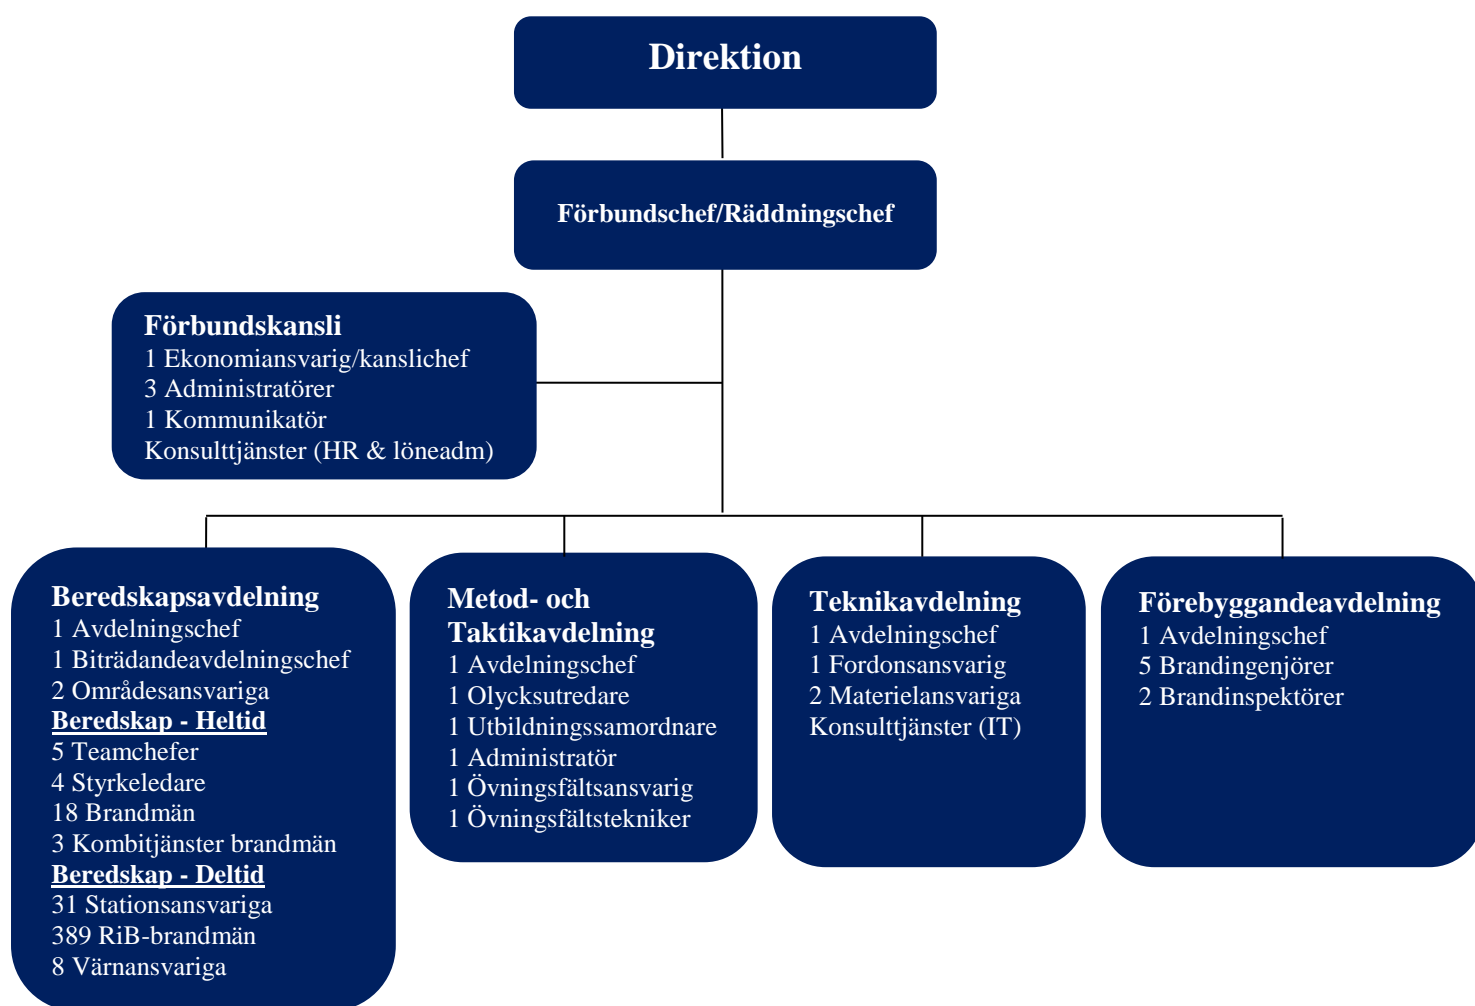 Direktion
Förbundschef/Räddningschef
Förbundskansli
1 Ekonomiansvarig/kanslichef
3 Administratörer
1 Kommunikatör
Konsulttjänster (HR & löneadm)
Beredskapsavdelning
1 Avdelningschef
1 Biträdandeavdelningschef
2 Områdesansvariga
Beredskap - Heltid
5 Teamchefer
4 Styrkeledare
18 Brandmän
3 Kombitjänster brandmän
Beredskap - Deltid
31 Stationsansvariga
389 RiB-brandmän
8 Värnansvariga
Metod- och
Taktikavdelning
1 Avdelningschef
1 Olycksutredare
1 Utbildningssamordnare
1 Administratör
1 Övningsfältsansvarig
1 Övningsfältstekniker
Teknikavdelning
1 Avdelningschef
1 Fordonsansvarig
2 Materielansvariga
Konsulttjänster (IT)
Förebyggandeavdelning
1 Avdelningschef
5 Brandingenjörer
2 Brandinspektörer